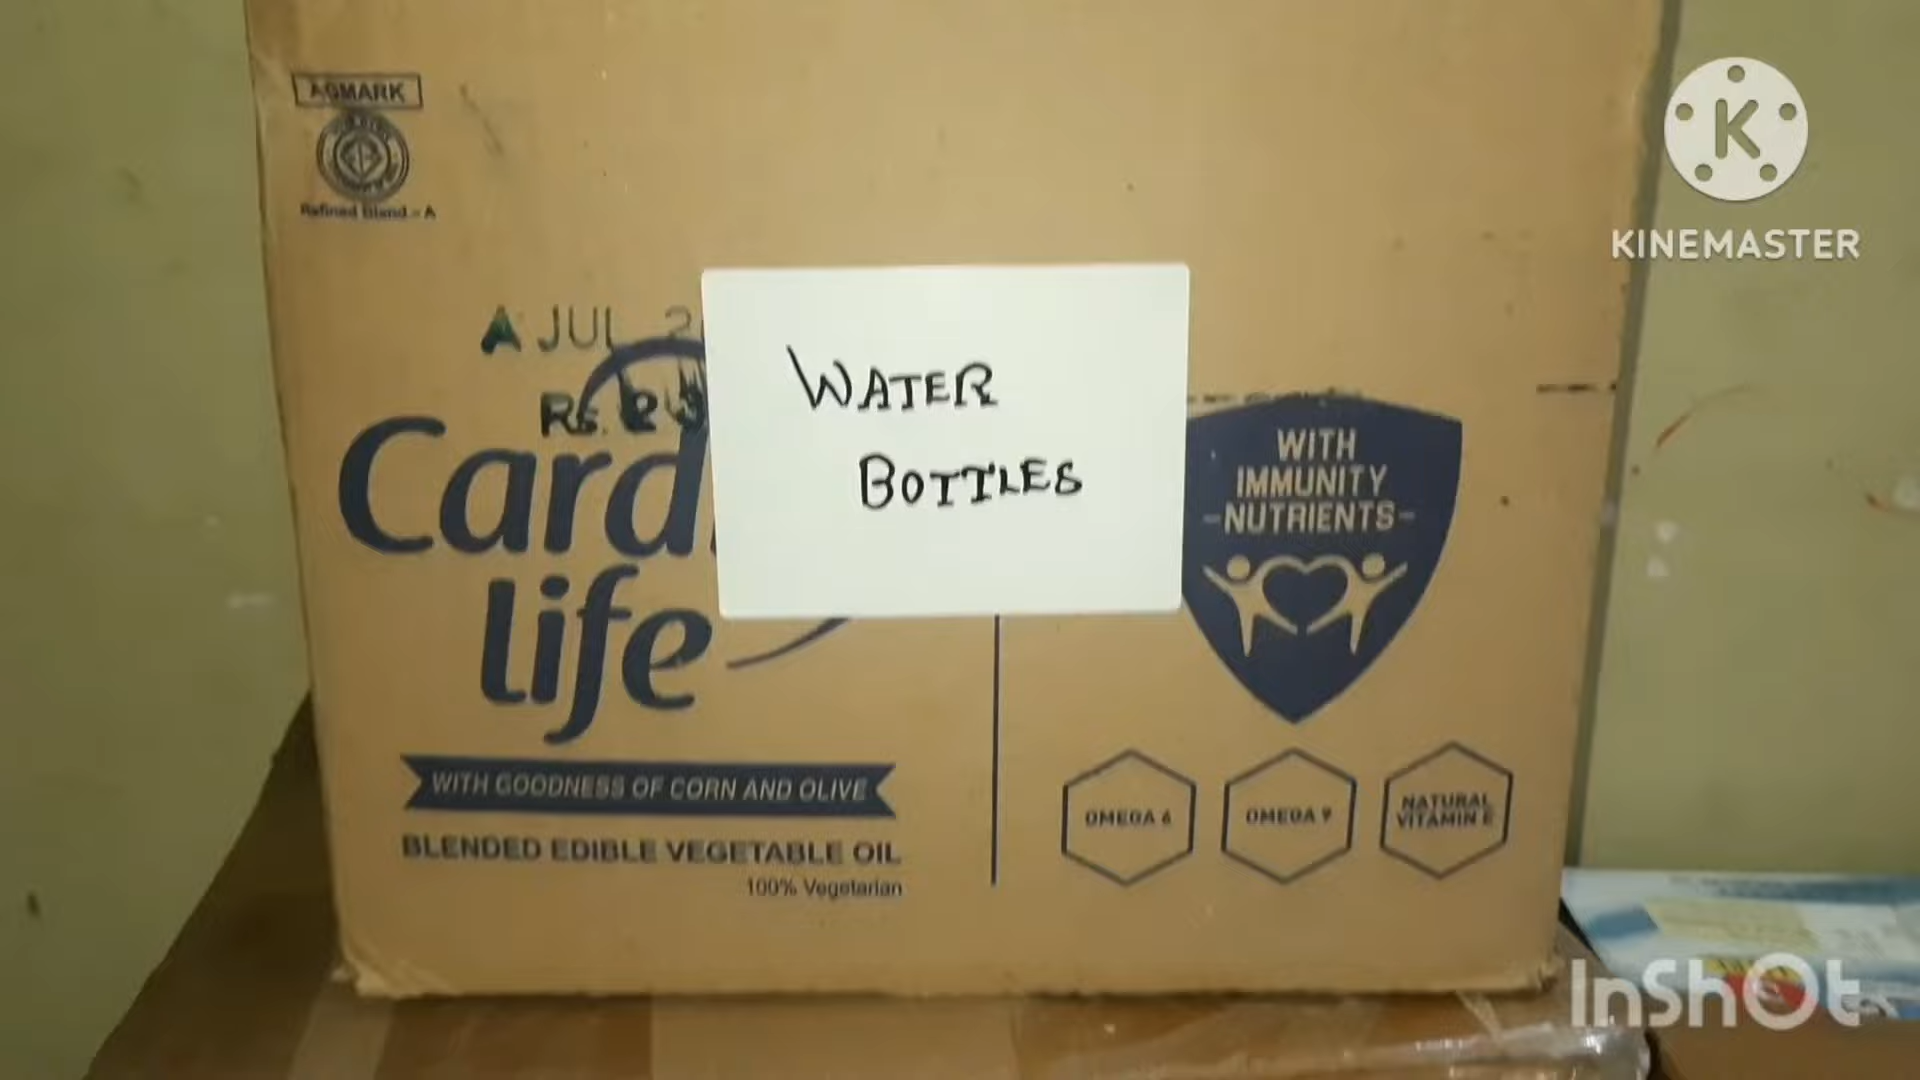 AGMARK
Refined Blend - A
A JUL
Rs.
WATER
BOTTLES
life
WITH GOODNESS OF CORN AND OLIVE
BLENDED EDIBLE VEGETABLE OIL
100% Vegetarian
WITH
IMMUNITY
-NUTRIENTS-
OMEGA 6
OMEGA 9
NATURAL
VITAMIN E
K
KINEMASTER
InShOt